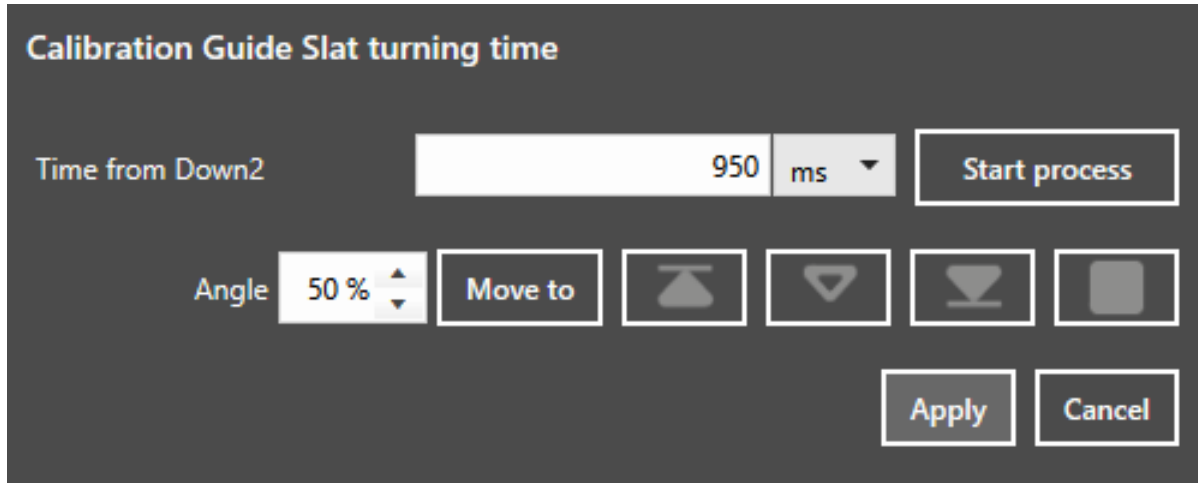 Calibration Guide Slat turning time
Time from Down2 950 ms Start process
Angle 50 % Move to
Apply Cancel